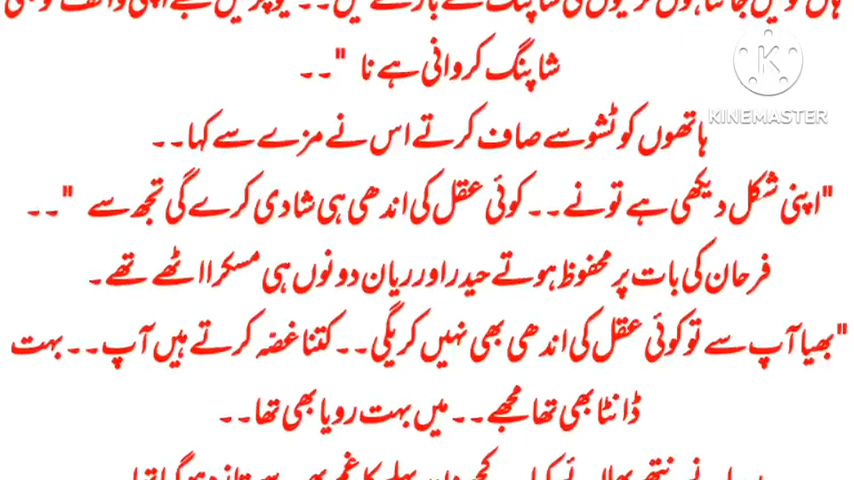 شاپنگ کروانی ہے نا "۔۔
KINEMASTER
ہاتھوں کو ٹشو سے صاف کرتے اس نے مزے سے کہا۔۔
"اپنی شکل دیکھی ہے تو نے۔۔ کوئی عقل کی اندھی ہی شادی کرے گی تجھ سے "۔۔
فرحان کی بات پر محفوظ ہوتے حیدر اور ریان دونوں ہی مسکرا اٹھے تھے۔
"بھیا آپ سے تو کوئی عقل کی اندھی بھی نہیں کریگی۔۔ کتنا غصّہ کرتے ہیں آپ۔۔ بہت
ڈانٹا بھی تھا مجھے۔۔ میں بہت رویا بھی تھا۔۔